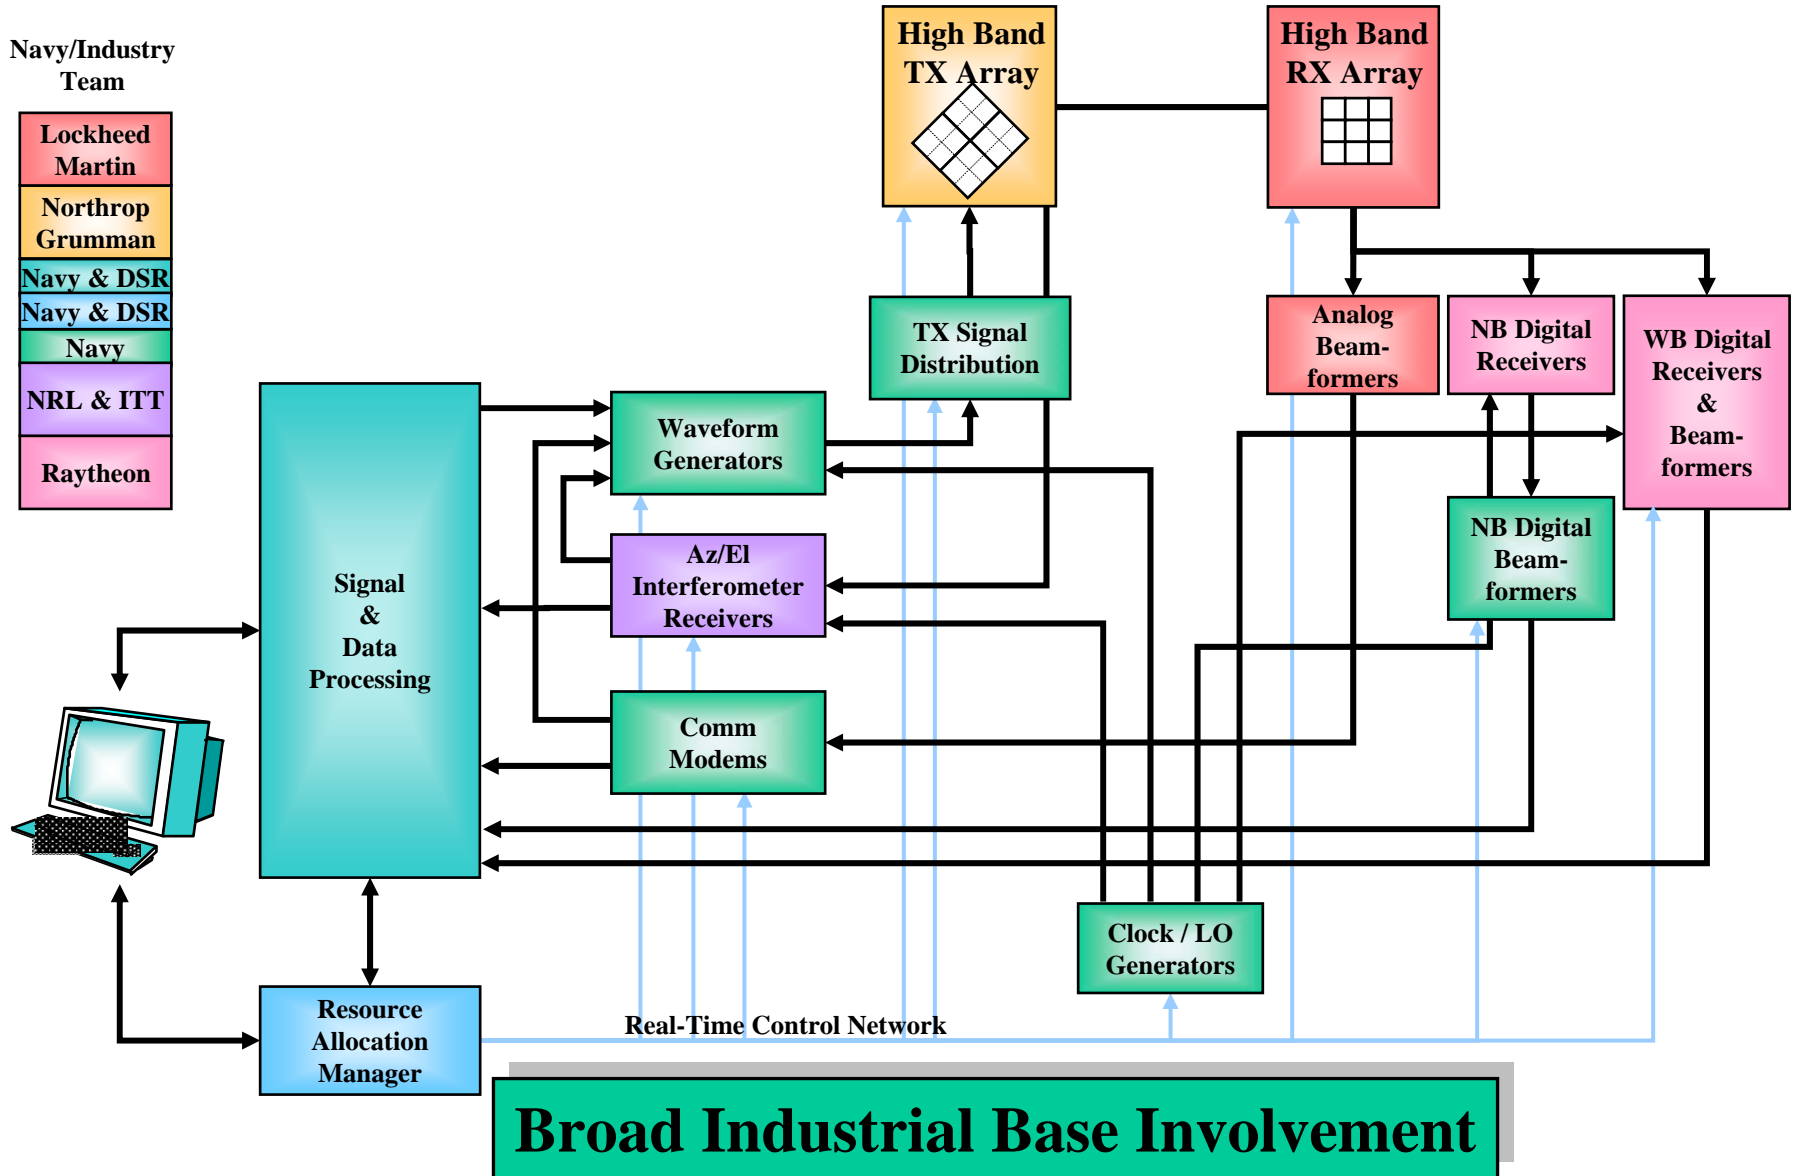 Navy/Industry
Team
Lockheed
Martin
Northrop
Grumman
Navy & DSR
Navy & DSR
Navy
NRL & ITT
Raytheon
High Band
TX Array
High Band
RX Array
TX Signal
Distribution
Analog
Beam-
formers
NB Digital
Receivers
WB Digital
Receivers
&
Beam-
formers
Waveform
Generators
NB Digital
Beam-
formers
Az/El
Interferometer
Receivers
Signal
&
Data
Processing
Comm
Modems
Clock / LO
Generators
Resource
Allocation
Manager
Real-Time Control Network
Broad Industrial Base Involvement